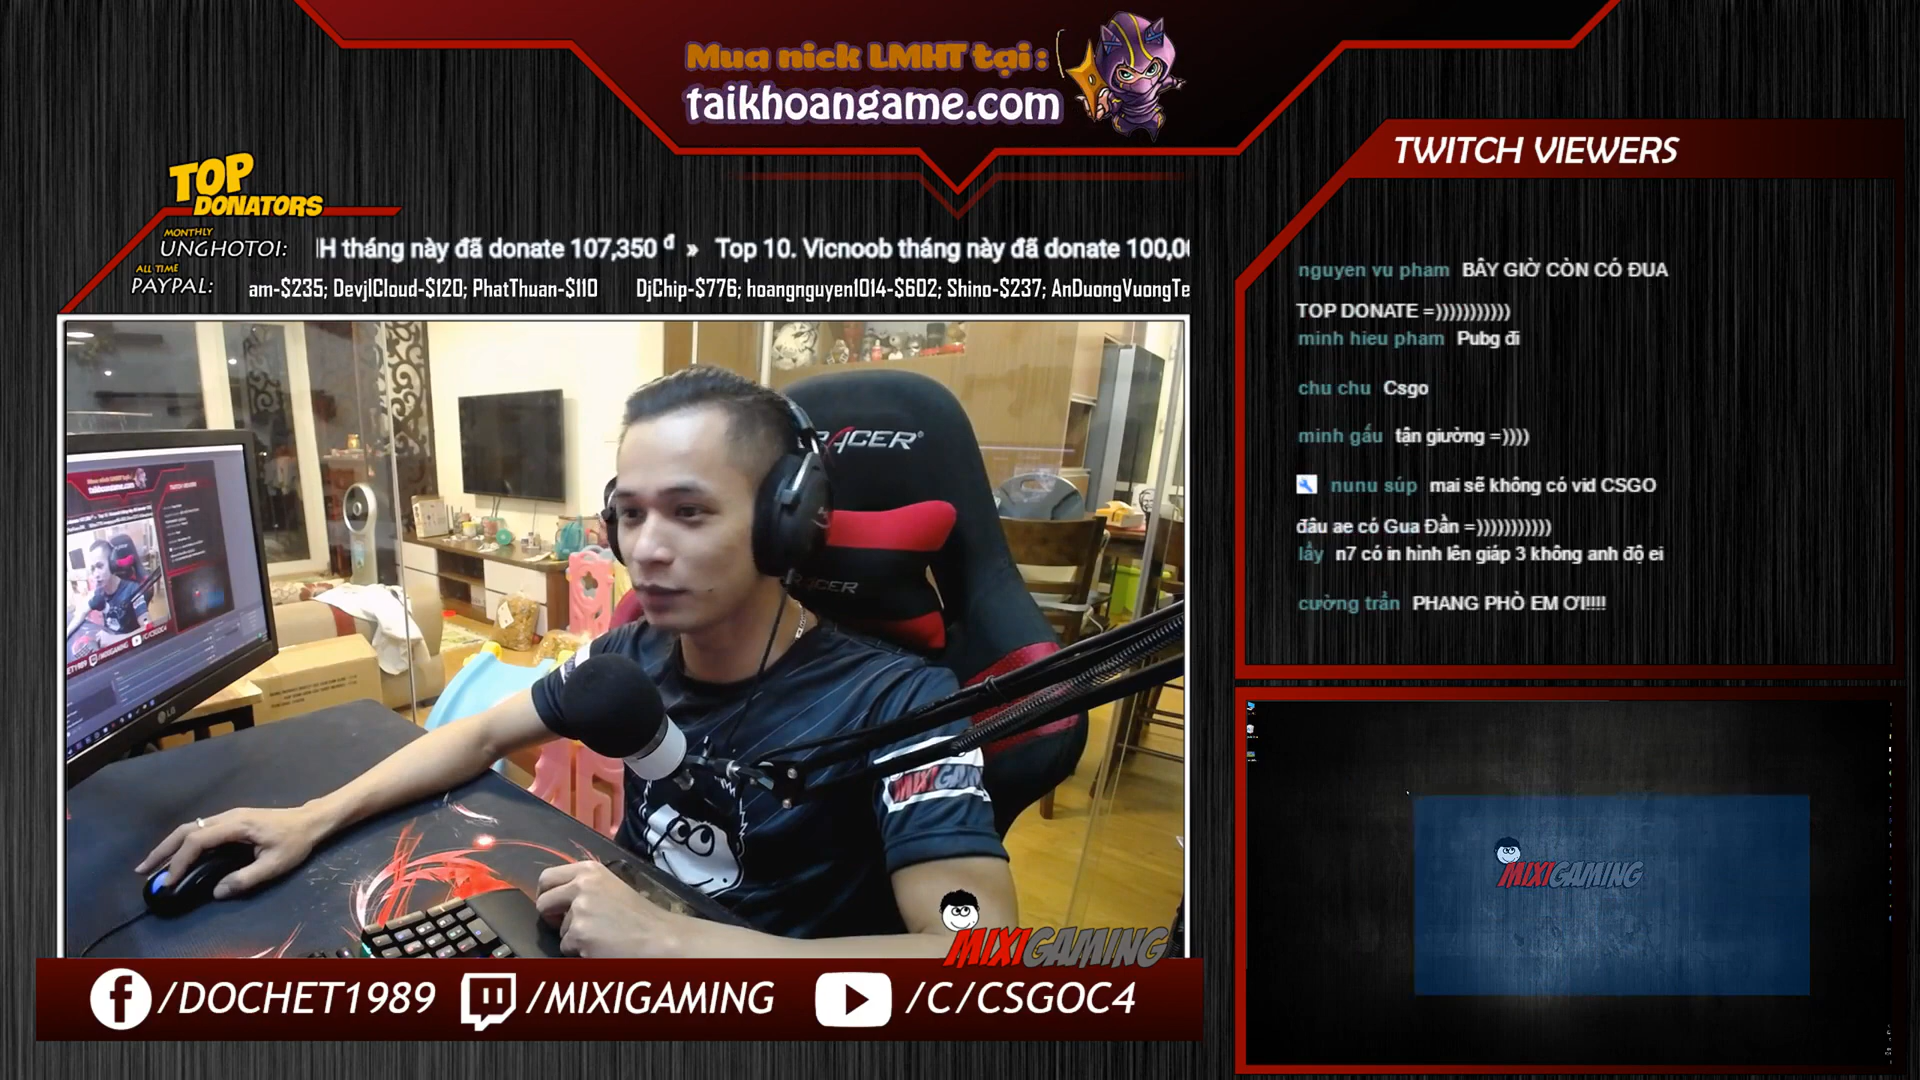 Mua nick LMHT tại :
taikhoangame.com
TWITCH VIEWERS
TOP
DONATORS
MONTHLY
UNGHOTOI:
H tháng này đã donate 107,350 đ » Top 10. Vicnoob tháng này đã donate 100,00
ALL TIME
PAYPAL:
am-$235; DevjlCloud-$120; PhatThuan-$110 DjChip-$776; hoangnguyen1014-$602; Shino-$237; AnDuongVuongTe
nguyen vu pham BÂY GIỜ CÒN CÓ ĐUA
TOP DONATE =)))))))))))
minh hieu pham Pubg đi
chu chu Csgo
minh gấu tận giường =))))
nunu súp mai sẽ không có vid CSGO
đâu ae có Gua Đần =)))))))))))
lầy n7 có in hình lên giáp 3 không anh độ ei
cường trần PHANG PHÒ EM ƠI!!!!
RACER
RACER
LG
MIXIGAM
MIXIGAMING
MIXIGAMING
/DOCHET1989 /MIXIGAMING /C/CSGOC4